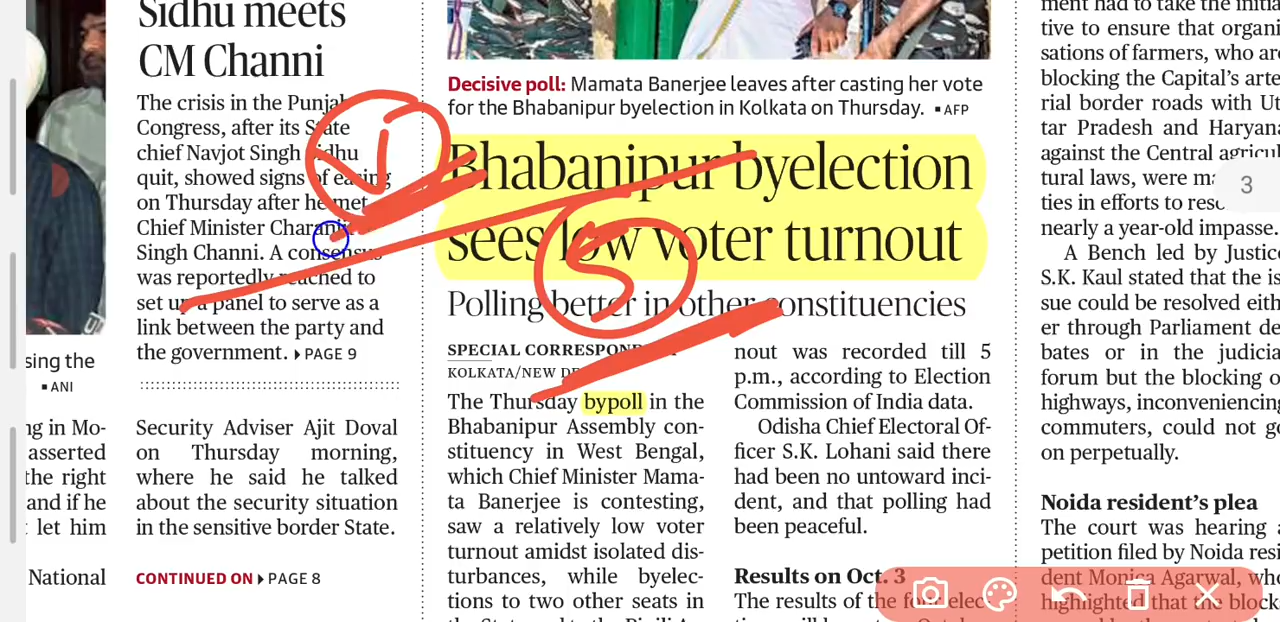 sing the
▪ ANI
ng in Mo-
asserted
the right
and if he
let him
National
Sidhu meets
CM Channi
The crisis in the Punjab
Congress, after its State
chief Navjot Singh Sidhu
quit, showed signs of easing
on Thursday after he met
Chief Minister Charanjit
Singh Channi. A consensus
was reportedly reached to
set up a panel to serve as a
link between the party and
the government. ▸ PAGE 9
Security Adviser Ajit Doval
on Thursday morning,
where he said he talked
about the security situation
in the sensitive border State.
CONTINUED ON ▸ PAGE 8
Decisive poll: Mamata Banerjee leaves after casting her vote
for the Bhabanipur byelection in Kolkata on Thursday. ▪ AFP
Bhabanipur byelection
sees low voter turnout
Polling better in other constituencies
1
5
SPECIAL CORRESPONDENT
KOLKATA/NEW DE
The Thursday bypoll in the
Bhabanipur Assembly con-
stituency in West Bengal,
which Chief Minister Mama-
ta Banerjee is contesting,
saw a relatively low voter
turnout amidst isolated dis-
turbances, while byelec-
tions to two other seats in
nout was recorded till 5
p.m., according to Election
Commission of India data.
Odisha Chief Electoral Of-
ficer S.K. Lohani said there
had been no untoward inci-
dent, and that polling had
been peaceful.
Results on Oct. 3
The results of the four elec-
ment had to take the initia
tive to ensure that organi
sations of farmers, who are
blocking the Capital's arte
rial border roads with Ut
tar Pradesh and Haryana
against the Central agricul
tural laws, were ma
ties in efforts to reso
nearly a year-old impasse.
A Bench led by Justice
S.K. Kaul stated that the is
sue could be resolved eith
er through Parliament de
bates or in the judicia
forum but the blocking o
highways, inconveniencing
commuters, could not go
on perpetually.
Noida resident's plea
The court was hearing a
petition filed by Noida resi
dent Monica Agarwal, who
highlighted that the block
3